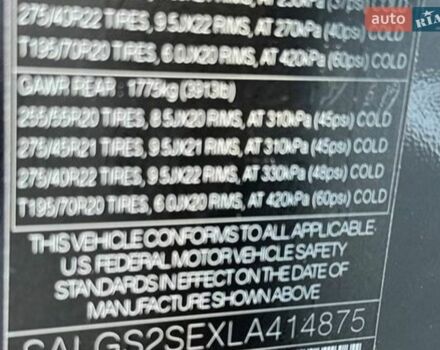 auto RIA
250kPa (37psi)
275/40R22 TIRES, 9.5JX22 RIMS, AT 270kPa (40psi) COLD
T195/70R20 TIRES, 6.0JX20 RIMS, AT 420kPa (60psi) COLD
GAWR REAR: 1775kg (3913lb)
255/55R20 TIRES, 8.5JX20 RIMS, AT 310kPa (45psi) COLD
275/45R21 TIRES, 9.5JX21 RIMS, AT 310kPa (45psi) COLD
275/40R22 TIRES, 9.5JX22 RIMS, AT 330kPa (48psi) COLD
T195/70R20 TIRES, 6.0JX20 RIMS, AT 420kPa (60psi) COLD
THIS VEHICLE CONFORMS TO ALL APPLICABLE
U.S. FEDERAL MOTOR VEHICLE SAFETY
STANDARDS IN EFFECT ON THE DATE OF
MANUFACTURE SHOWN ABOVE.
SALGS2SEXLA414875